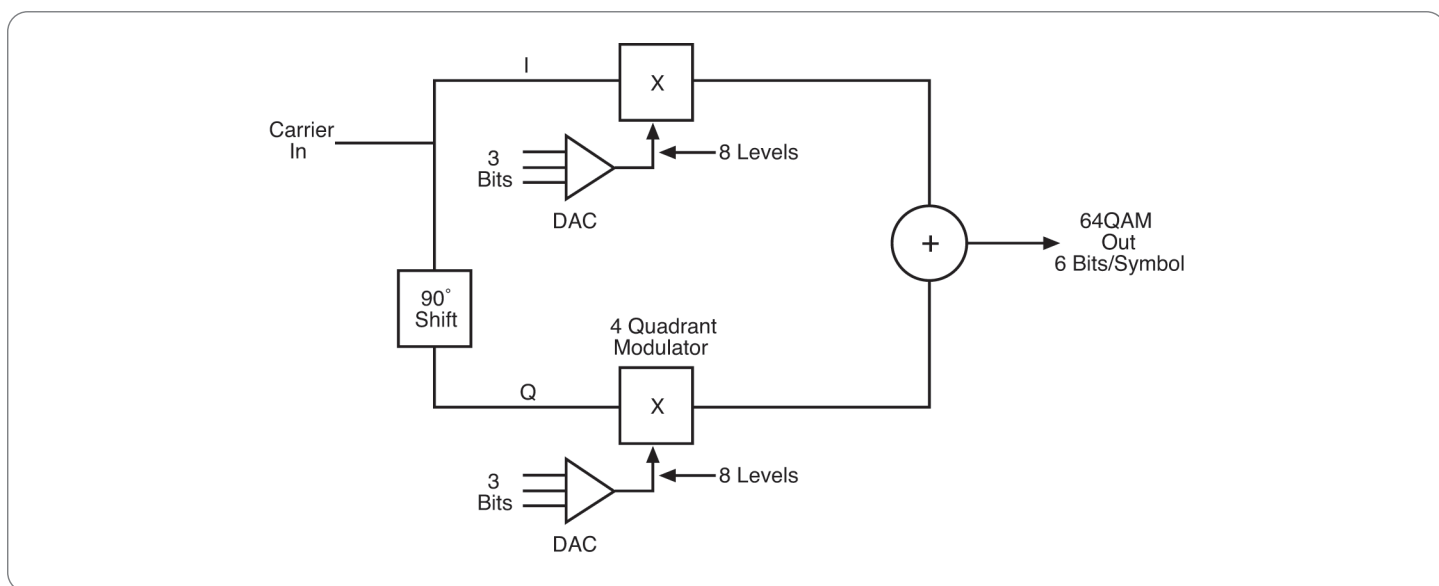 I
X
Carrier
In
3
Bits
8 Levels
DAC
64QAM
Out
6 Bits/Symbol
+
90°
Shift
4 Quadrant
Modulator
Q
X
3
Bits
8 Levels
DAC